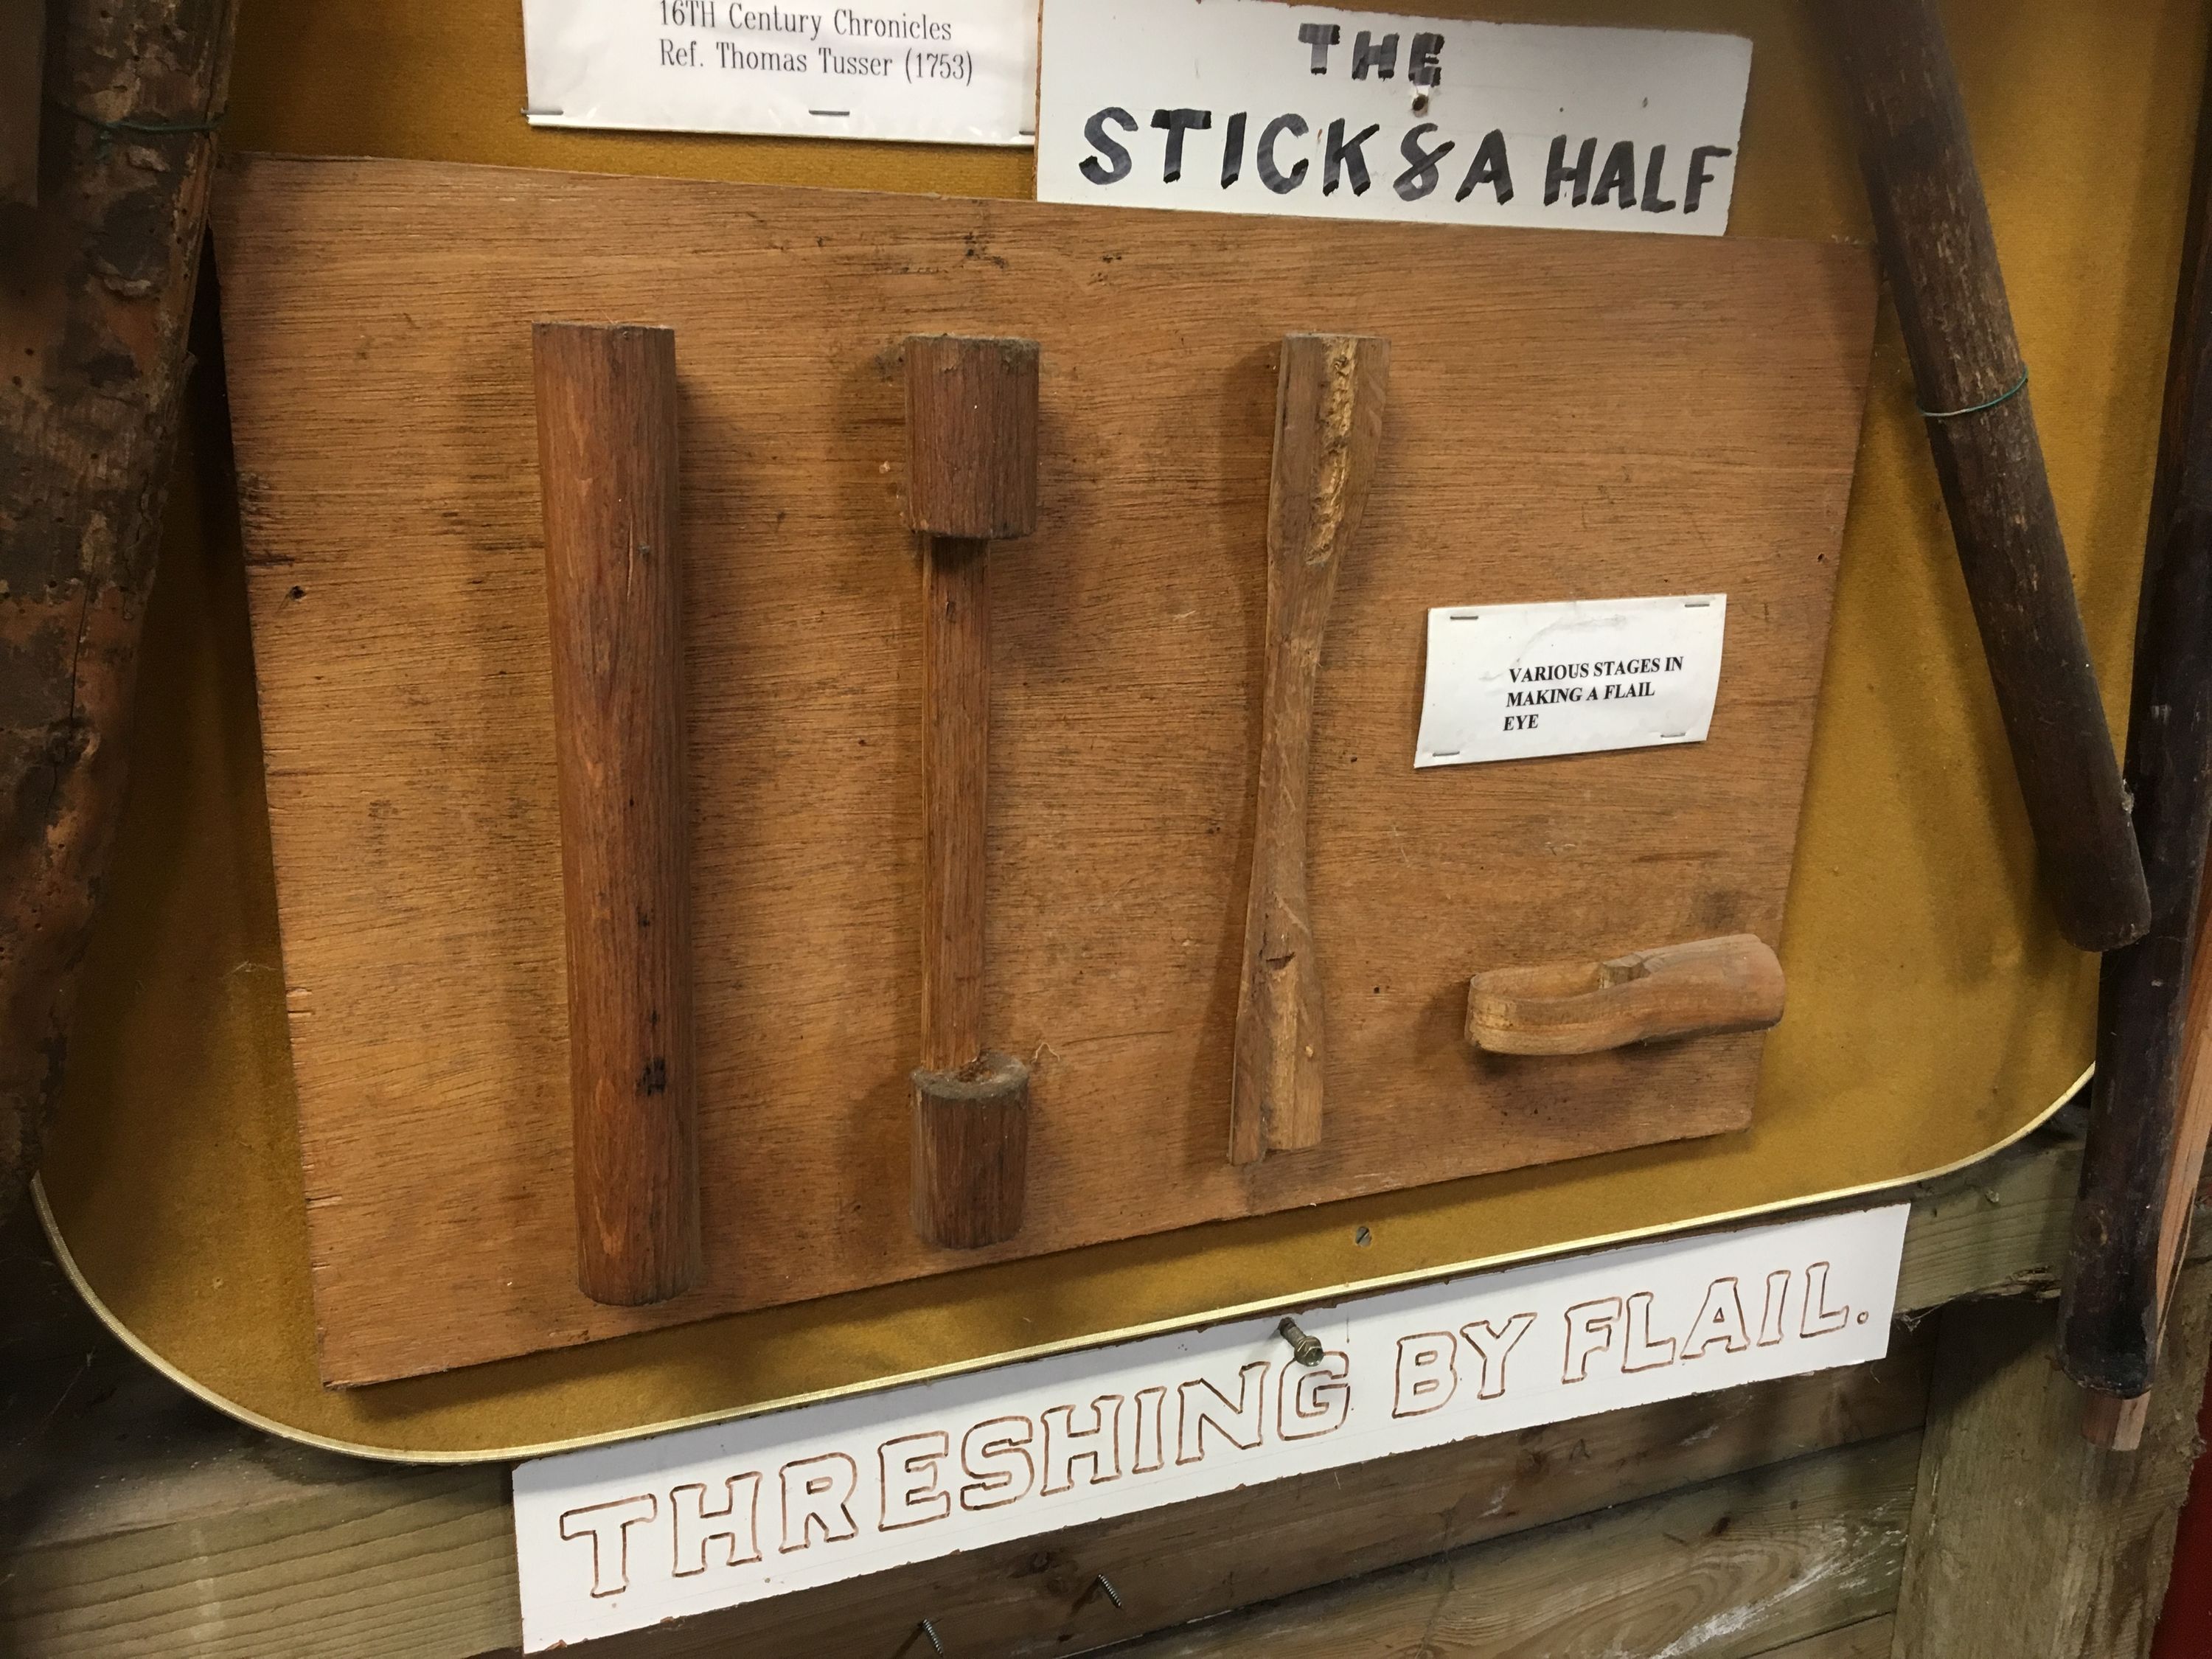 16TH Century Chronicles
Ref. Thomas Tusser (1753)
THE
STICK & A HALF
VARIOUS STAGES IN
MAKING A FLAIL
EYE
THRESHING BY FLAIL.